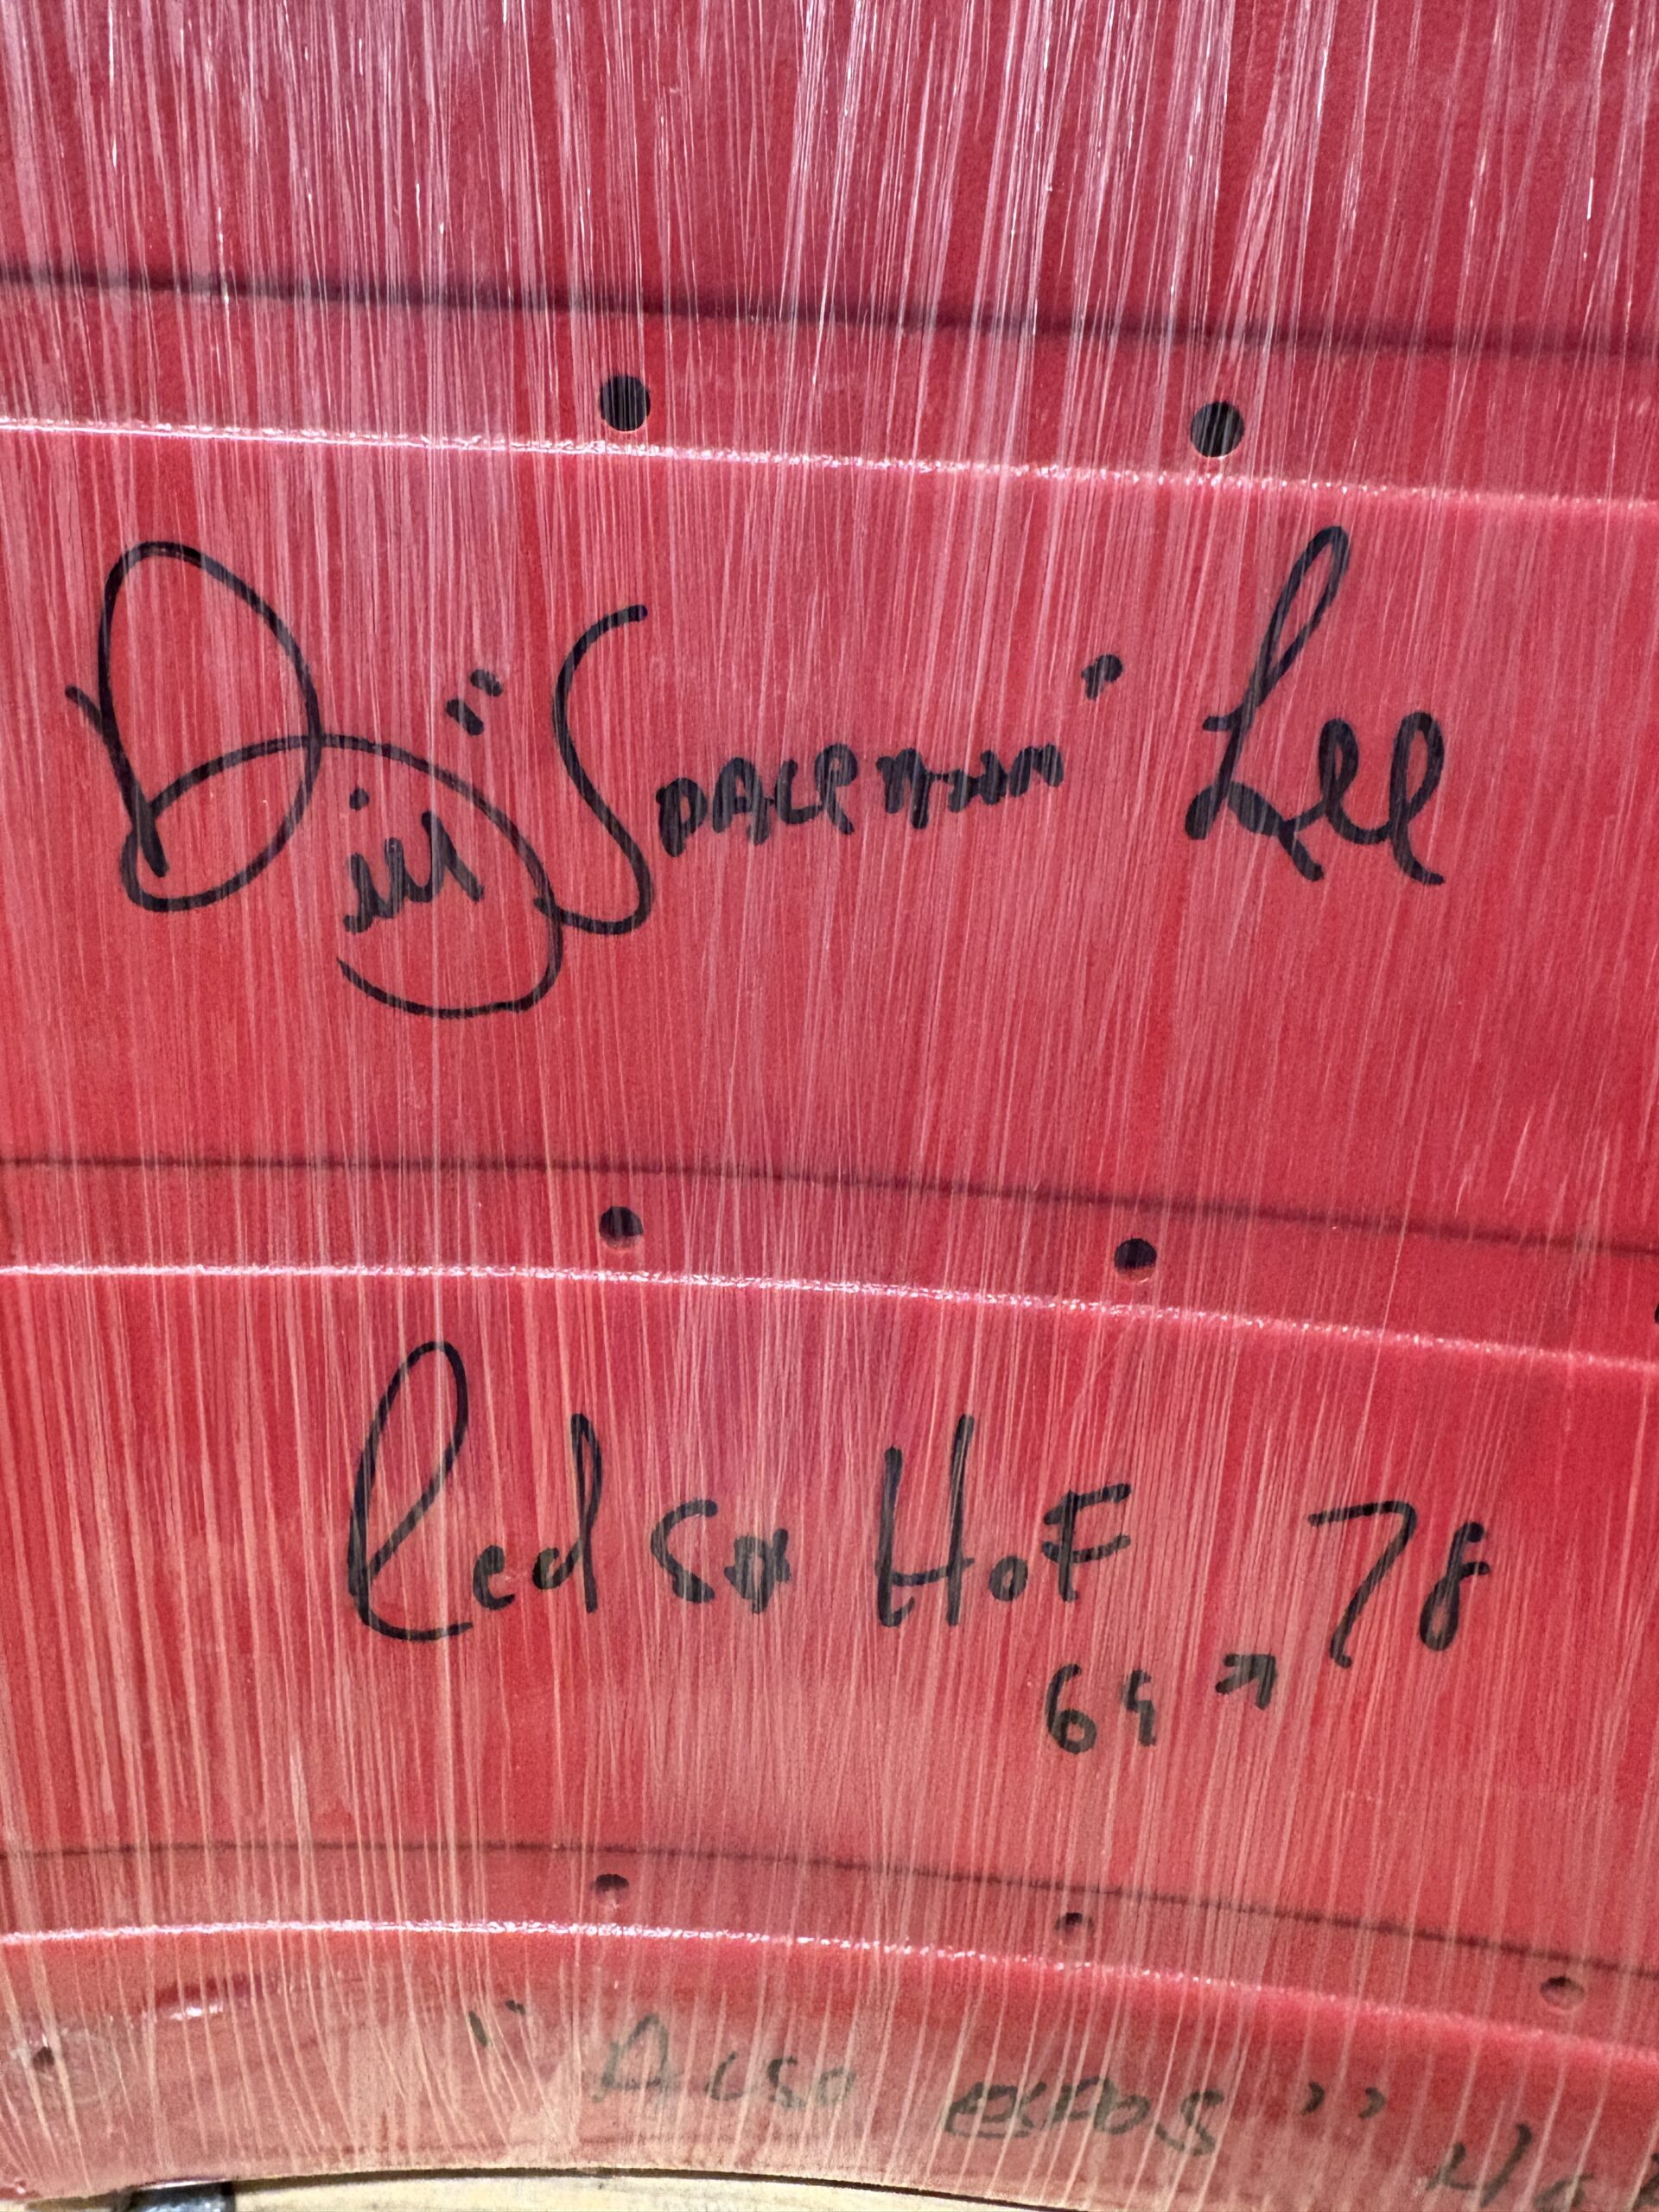 Bill "Spaceman" Lee
Red Sox HoF 78
69 →
"Also EXPOS"